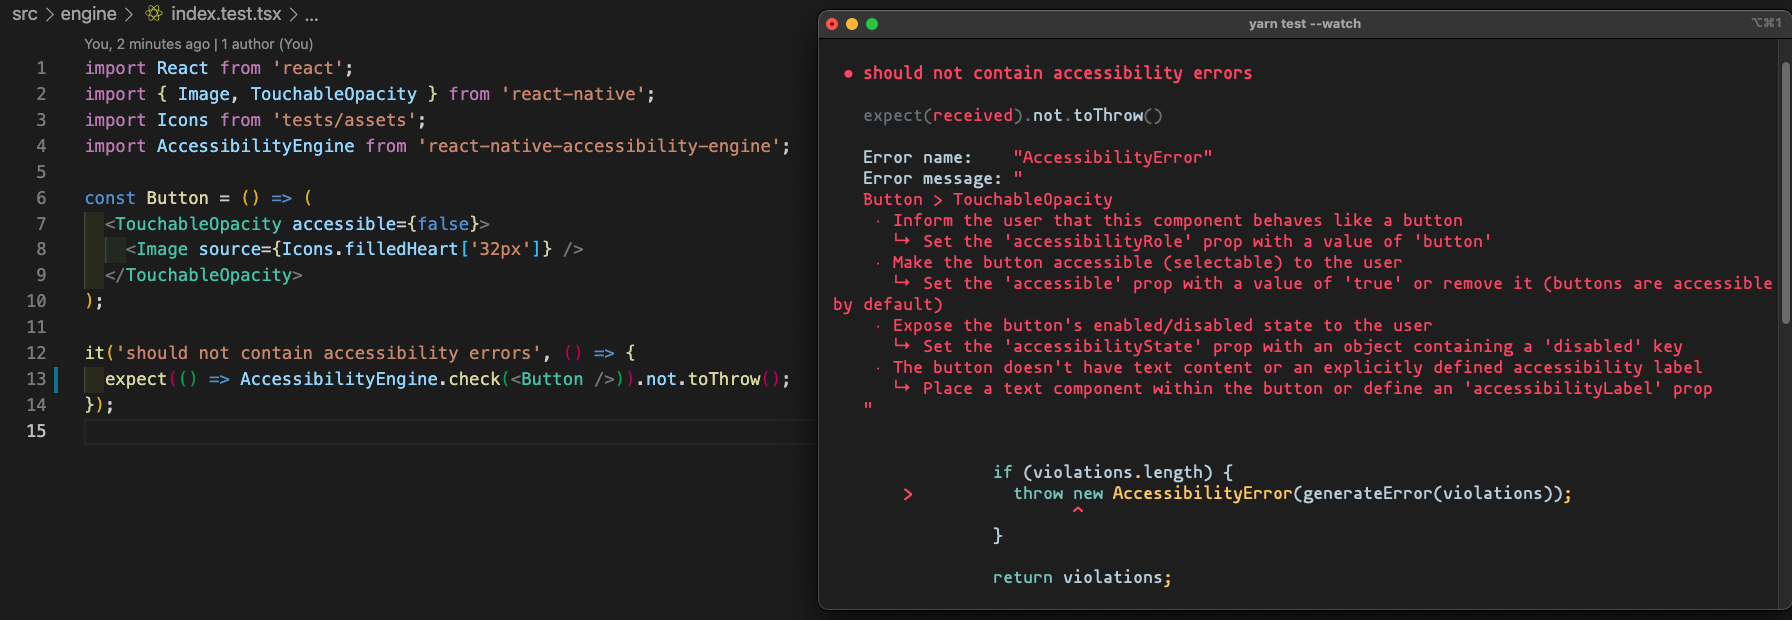 src > engine > index.test.tsx > ...
You, 2 minutes ago | 1 author (You)
1 import React from 'react';
2 import { Image, TouchableOpacity } from 'react-native';
3 import Icons from 'tests/assets';
4 import AccessibilityEngine from 'react-native-accessibility-engine';
5
6 const Button = () => (
7 <TouchableOpacity accessible={false}>
8 <Image source={Icons.filledHeart['32px']} />
9 </TouchableOpacity>
10 );
11
12 it('should not contain accessibility errors', () => {
13 expect(() => AccessibilityEngine.check(<Button />)).not.toThrow();
14 });
15
yarn test --watch
⌥⌘1
● should not contain accessibility errors
expect(received).not.toThrow()
Error name: "AccessibilityError"
Error message: "
Button > TouchableOpacity
· Inform the user that this component behaves like a button
↳ Set the 'accessibilityRole' prop with a value of 'button'
· Make the button accessible (selectable) to the user
↳ Set the 'accessible' prop with a value of 'true' or remove it (buttons are accessible
by default)
· Expose the button's enabled/disabled state to the user
↳ Set the 'accessibilityState' prop with an object containing a 'disabled' key
· The button doesn't have text content or an explicitly defined accessibility label
↳ Place a text component within the button or define an 'accessibilityLabel' prop
"
if (violations.length) {
> throw new AccessibilityError(generateError(violations));
^
}
return violations;